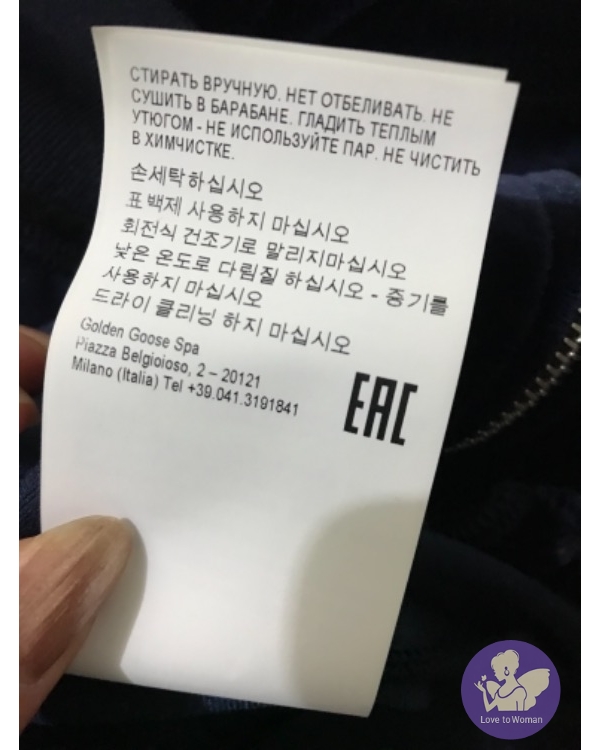 СТИРАТЬ ВРУЧНУЮ. НЕТ ОТБЕЛИВАТЬ. НЕ
СУШИТЬ В БАРАБАНЕ. ГЛАДИТЬ ТЕПЛЫМ
УТЮГОМ - НЕ ИСПОЛЬЗУЙТЕ ПАР. НЕ ЧИСТИТЬ
В ХИМЧИСТКЕ.
손세탁하십시오
표백제 사용하지 마십시오
회전식 건조기로 말리지마십시오
낮은 온도로 다림질 하십시오 - 증기를
사용하지 마십시오
드라이 클리닝 하지 마십시오
Golden Goose Spa
Piazza Belgioioso, 2 – 20121
Milano (Italia) Tel +39.041.3191841
EAC
Love to Woman